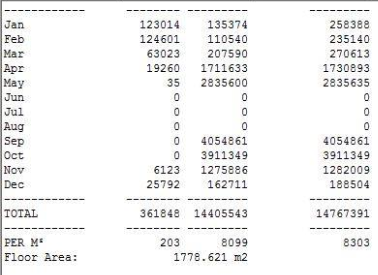 ------------ -------- --------- ---------
Jan 123014 135374 258388
Feb 124601 110540 235140
Mar 63023 207590 270613
Apr 19260 1711633 1730893
May 35 2835600 2835635
Jun 0 0 0
Jul 0 0 0
Aug 0 0 0
Sep 0 4054861 4054861
Oct 0 3911349 3911349
Nov 6123 1275886 1282009
Dec 25792 162711 188504
------------ -------- --------- ---------
TOTAL 361848 14405543 14767391
------------ -------- --------- ---------
PER M² 203 8099 8303
Floor Area: 1778.621 m2